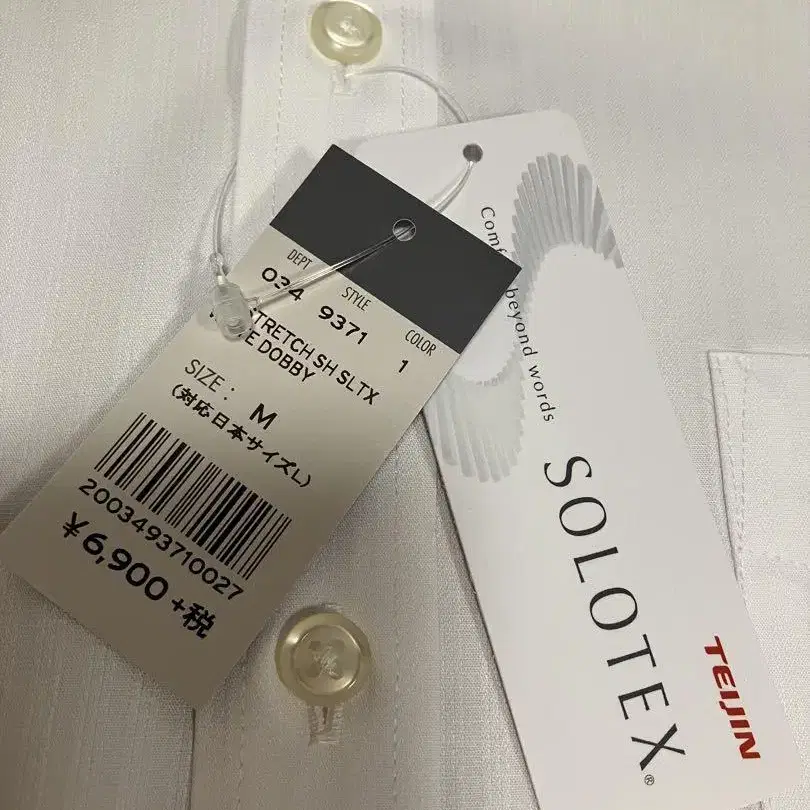 DEPT STYLE COLOR
034 9371 1
STRETCH SH SLTX
DOBBY
SIZE : M
(対応日本サイズL)
2003493710027
¥6,900+税
beyond words
SOLOTEX®
TEIJIN